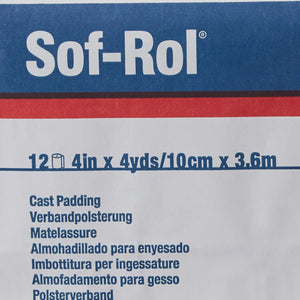 Sof-Rol®
12 4in x 4yds/10cm x 3.6m
Cast Padding
Verbandpolsterung
Matelassure
Almohadillado para enyesado
Imbottitura per ingessature
Almofadamento para gesso
Polsterverband